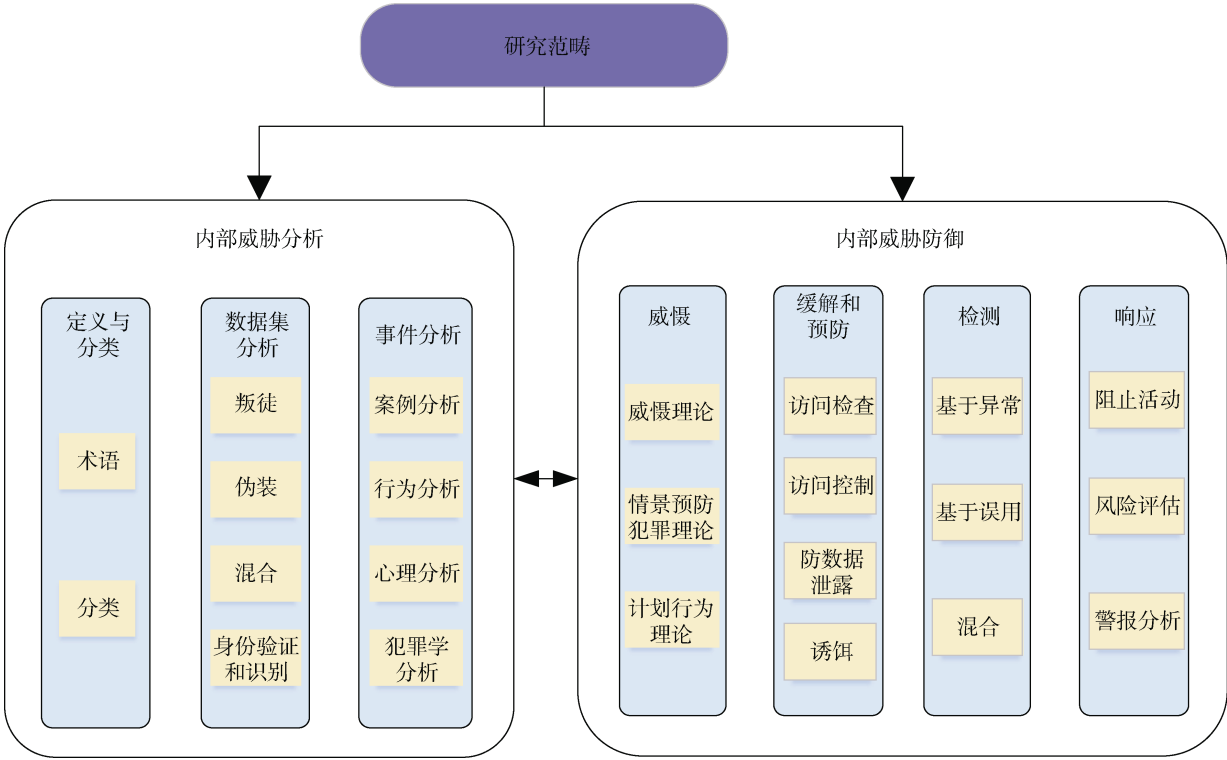 研究范畴
内部威胁分析
定义与
分类
术语
分类
数据集
分析
叛徒
伪装
混合
身份验证
和识别
事件分析
案例分析
行为分析
心理分析
犯罪学
分析
内部威胁防御
威慑
威慑理论
情景预防
犯罪理论
计划行为
理论
缓解和
预防
访问检查
访问控制
防数据
泄露
诱饵
检测
基于异常
基于误用
混合
响应
阻止活动
风险评估
警报分析